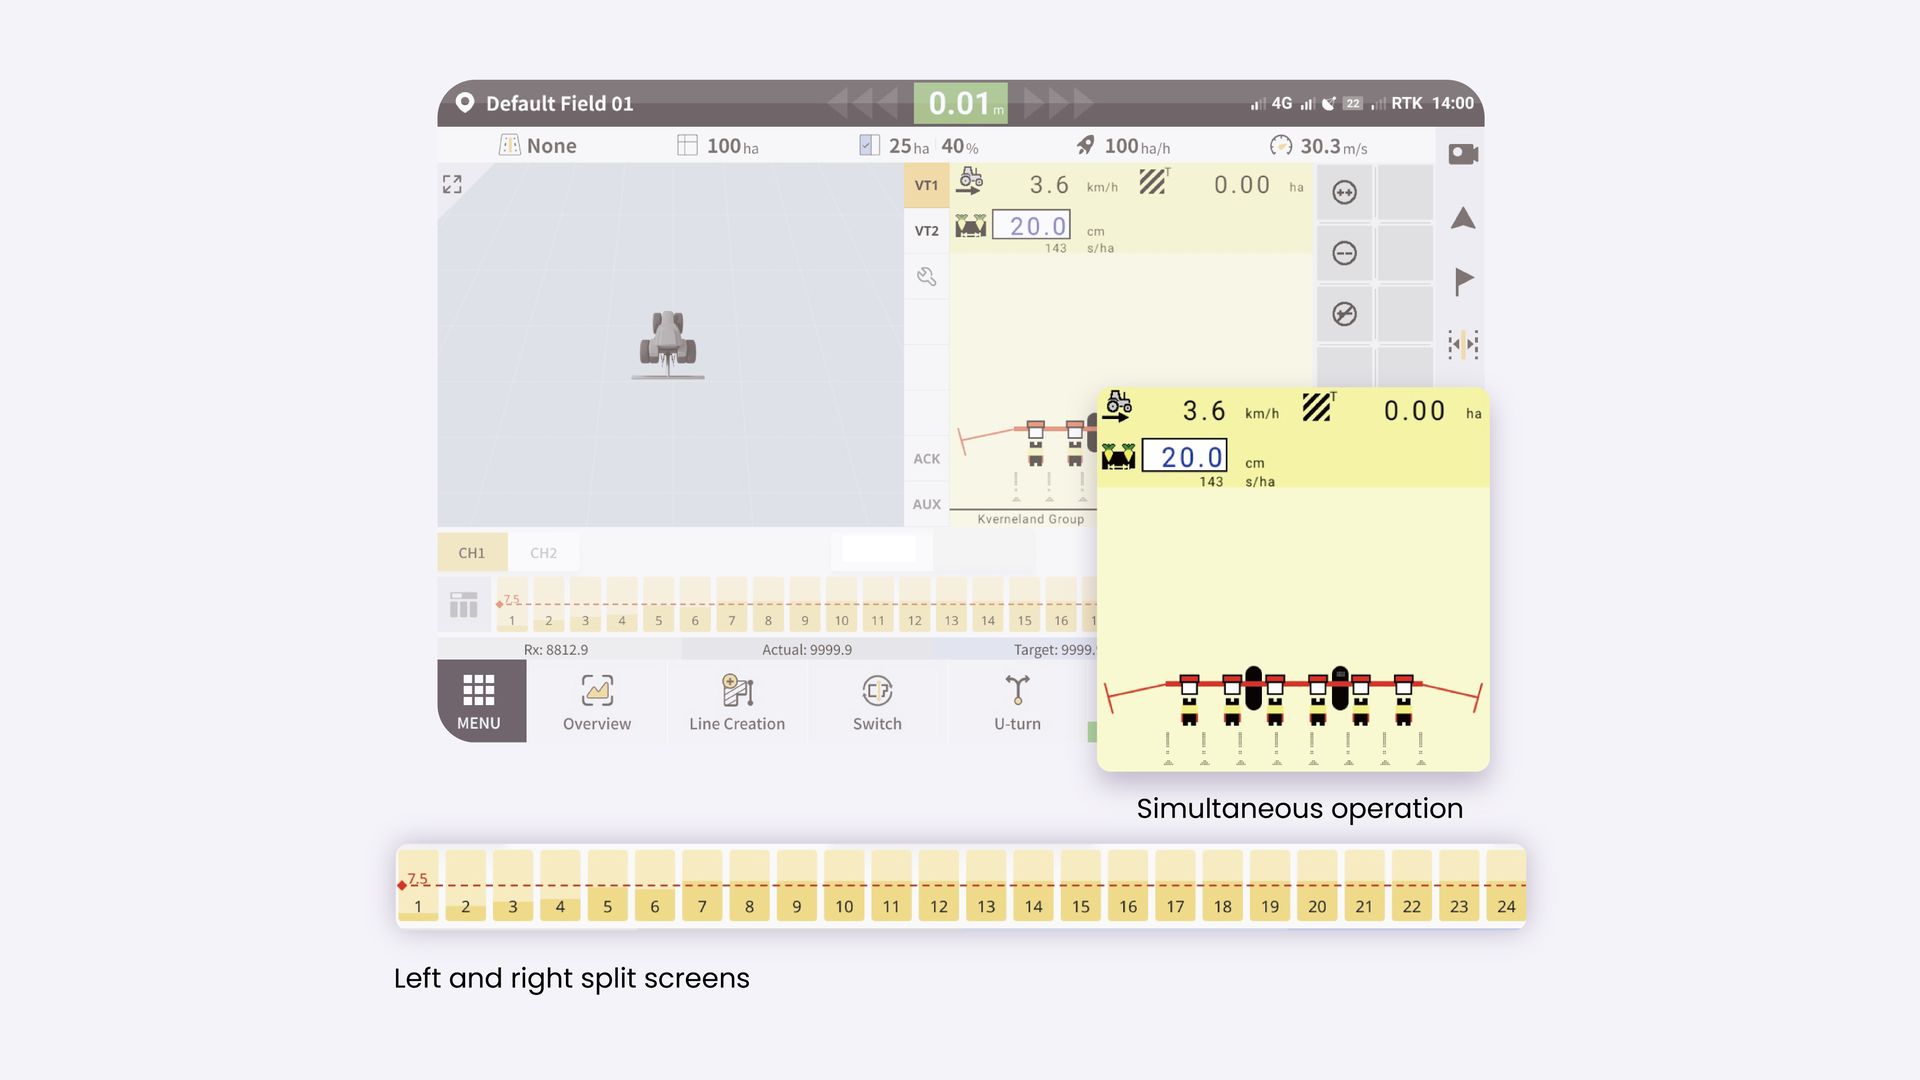 Default Field 01
0.01 m
4G 22 RTK 14:00
None
100 ha
25 ha 40 %
100 ha/h
30.3 m/s
VT1
VT2
ACK
AUX
3.6 km/h T 0.00 ha
20.0 cm
143 s/ha
Kverneland Group
3.6 km/h T 0.00 ha
20.0 cm
143 s/ha
CH1 CH2
7.5
1 2 3 4 5 6 7 8 9 10 11 12 13 14 15 16
Rx: 8812.9 Actual: 9999.9 Target: 9999.
MENU Overview Line Creation Switch U-turn
Simultaneous operation
7.5
1 2 3 4 5 6 7 8 9 10 11 12 13 14 15 16 17 18 19 20 21 22 23 24
Left and right split screens